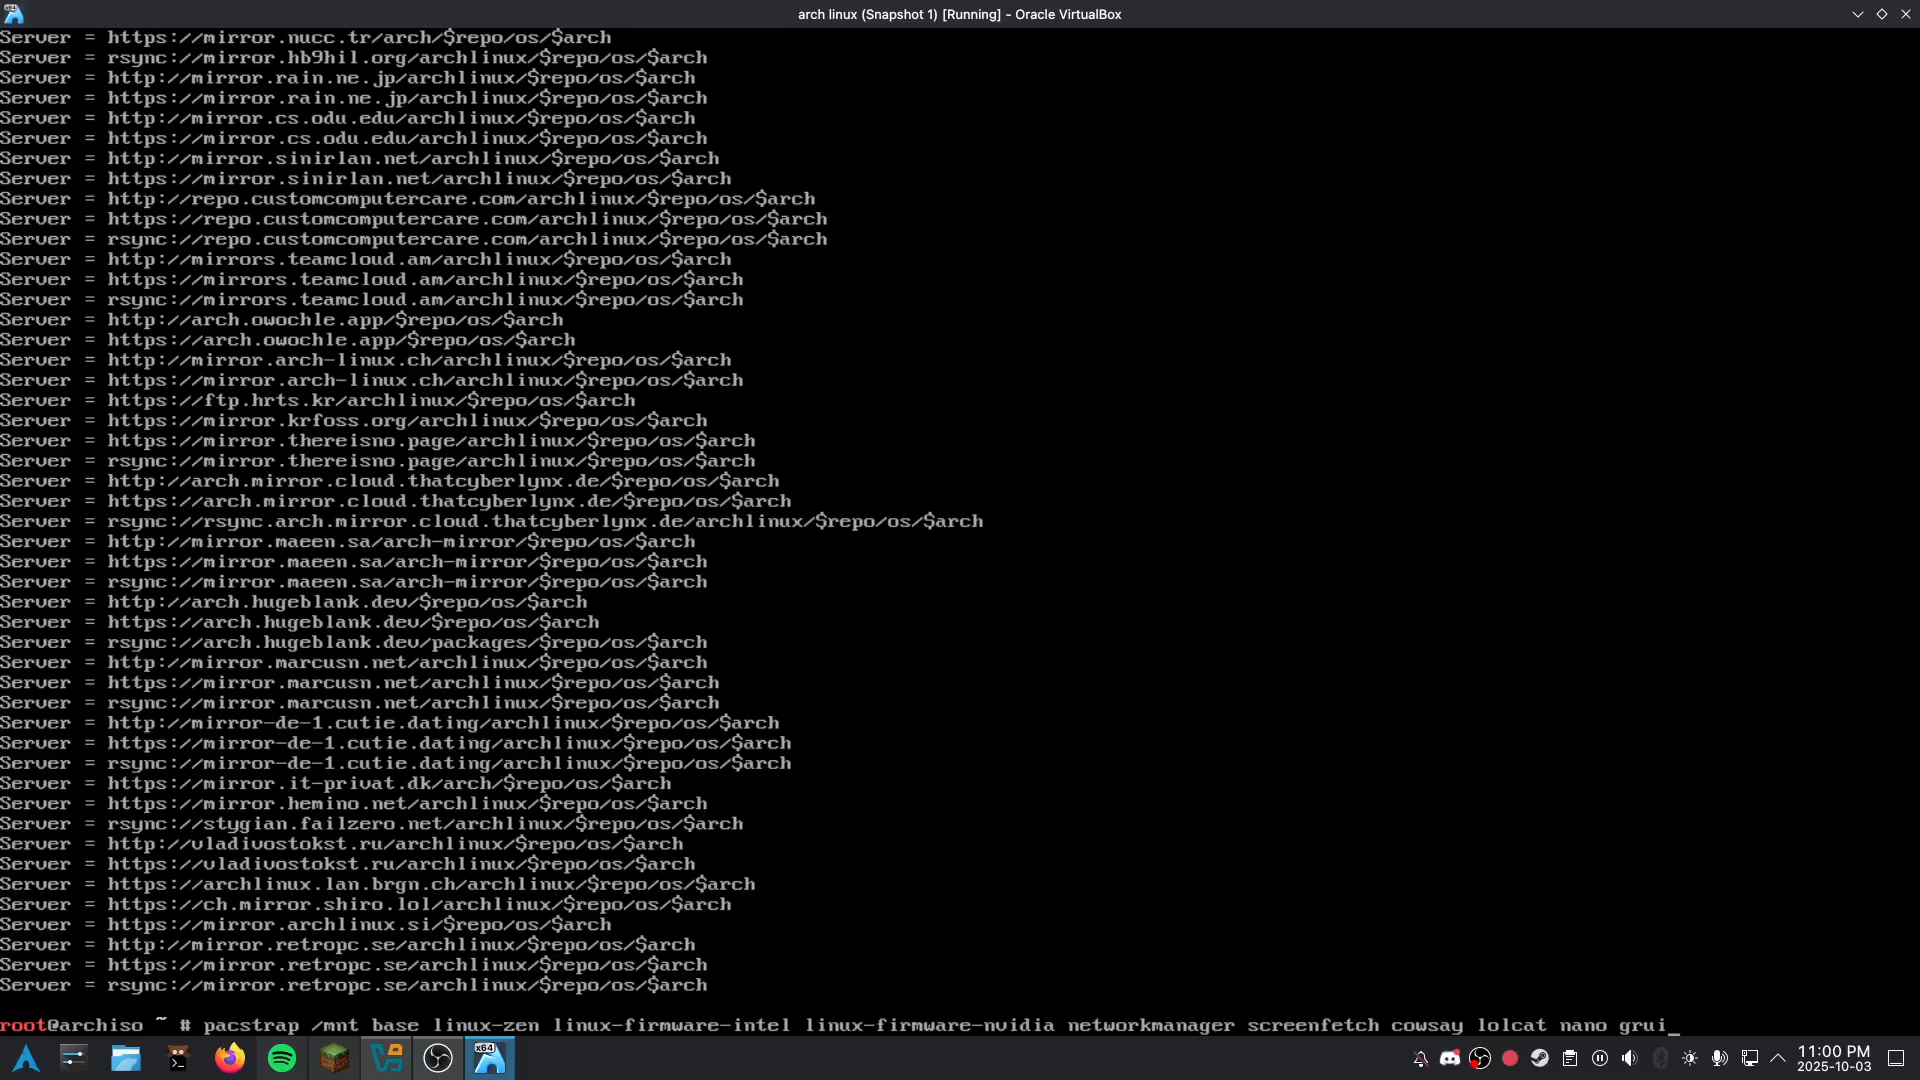 arch linux (Snapshot 1) [Running] - Oracle VirtualBox
Server = https://mirror.nucc.tr/arch/$repo/os/$arch
Server = rsync://mirror.hb9hil.org/archlinux/$repo/os/$arch
Server = http://mirror.rain.ne.jp/archlinux/$repo/os/$arch
Server = https://mirror.rain.ne.jp/archlinux/$repo/os/$arch
Server = http://mirror.cs.odu.edu/archlinux/$repo/os/$arch
Server = https://mirror.cs.odu.edu/archlinux/$repo/os/$arch
Server = http://mirror.sinirlan.net/archlinux/$repo/os/$arch
Server = https://mirror.sinirlan.net/archlinux/$repo/os/$arch
Server = http://repo.customcomputercare.com/archlinux/$repo/os/$arch
Server = https://repo.customcomputercare.com/archlinux/$repo/os/$arch
Server = rsync://repo.customcomputercare.com/archlinux/$repo/os/$arch
Server = http://mirrors.teamcloud.am/archlinux/$repo/os/$arch
Server = https://mirrors.teamcloud.am/archlinux/$repo/os/$arch
Server = rsync://mirrors.teamcloud.am/archlinux/$repo/os/$arch
Server = http://arch.owochle.app/$repo/os/$arch
Server = https://arch.owochle.app/$repo/os/$arch
Server = http://mirror.arch-linux.ch/archlinux/$repo/os/$arch
Server = https://mirror.arch-linux.ch/archlinux/$repo/os/$arch
Server = https://ftp.hrts.kr/archlinux/$repo/os/$arch
Server = https://mirror.krfoss.org/archlinux/$repo/os/$arch
Server = https://mirror.thereisno.page/archlinux/$repo/os/$arch
Server = rsync://mirror.thereisno.page/archlinux/$repo/os/$arch
Server = http://arch.mirror.cloud.thatcyberlynx.de/$repo/os/$arch
Server = https://arch.mirror.cloud.thatcyberlynx.de/$repo/os/$arch
Server = rsync://rsync.arch.mirror.cloud.thatcyberlynx.de/archlinux/$repo/os/$arch
Server = http://mirror.maeen.sa/arch-mirror/$repo/os/$arch
Server = https://mirror.maeen.sa/arch-mirror/$repo/os/$arch
Server = rsync://mirror.maeen.sa/arch-mirror/$repo/os/$arch
Server = http://arch.hugeblank.dev/$repo/os/$arch
Server = https://arch.hugeblank.dev/$repo/os/$arch
Server = rsync://arch.hugeblank.dev/packages/$repo/os/$arch
Server = http://mirror.marcusn.net/archlinux/$repo/os/$arch
Server = https://mirror.marcusn.net/archlinux/$repo/os/$arch
Server = rsync://mirror.marcusn.net/archlinux/$repo/os/$arch
Server = http://mirror-de-1.cutie.dating/archlinux/$repo/os/$arch
Server = https://mirror-de-1.cutie.dating/archlinux/$repo/os/$arch
Server = rsync://mirror-de-1.cutie.dating/archlinux/$repo/os/$arch
Server = https://mirror.it-privat.dk/arch/$repo/os/$arch
Server = https://mirror.hemino.net/archlinux/$repo/os/$arch
Server = rsync://stygian.failzero.net/archlinux/$repo/os/$arch
Server = http://vladivostokst.ru/archlinux/$repo/os/$arch
Server = https://vladivostokst.ru/archlinux/$repo/os/$arch
Server = https://archlinux.lan.brgn.ch/archlinux/$repo/os/$arch
Server = https://ch.mirror.shiro.lol/archlinux/$repo/os/$arch
Server = https://mirror.archlinux.si/$repo/os/$arch
Server = http://mirror.retropc.se/archlinux/$repo/os/$arch
Server = https://mirror.retropc.se/archlinux/$repo/os/$arch
Server = rsync://mirror.retropc.se/archlinux/$repo/os/$arch
root@archiso ~ # pacstrap /mnt base linux-zen linux-firmware-intel linux-firmware-nvidia networkmanager screenfetch cowsay lolcat nano grui_
x64
11:00 PM
2025-10-03